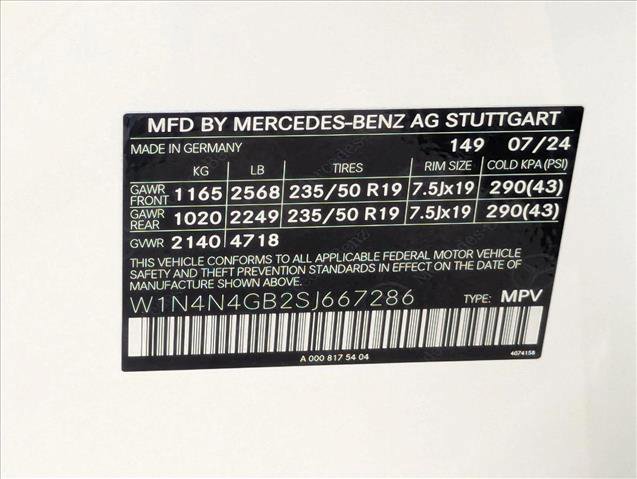 MFD BY MERCEDES-BENZ AG STUTTGART
MADE IN GERMANY 149 07/24
KG LB TIRES RIM SIZE COLD KPA(PSI)
GAWR FRONT 1165 2568 235/50 R19 7.5Jx19 290(43)
GAWR REAR 1020 2249 235/50 R19 7.5Jx19 290(43)
GVWR 2140 4718
THIS VEHICLE CONFORMS TO ALL APPLICABLE FEDERAL MOTOR VEHICLE
SAFETY AND THEFT PREVENTION STANDARDS IN EFFECT ON THE DATE OF
MANUFACTURE SHOWN ABOVE.
W1N4N4GB2SJ667286 TYPE: MPV
A 000 817 54 04 4074158